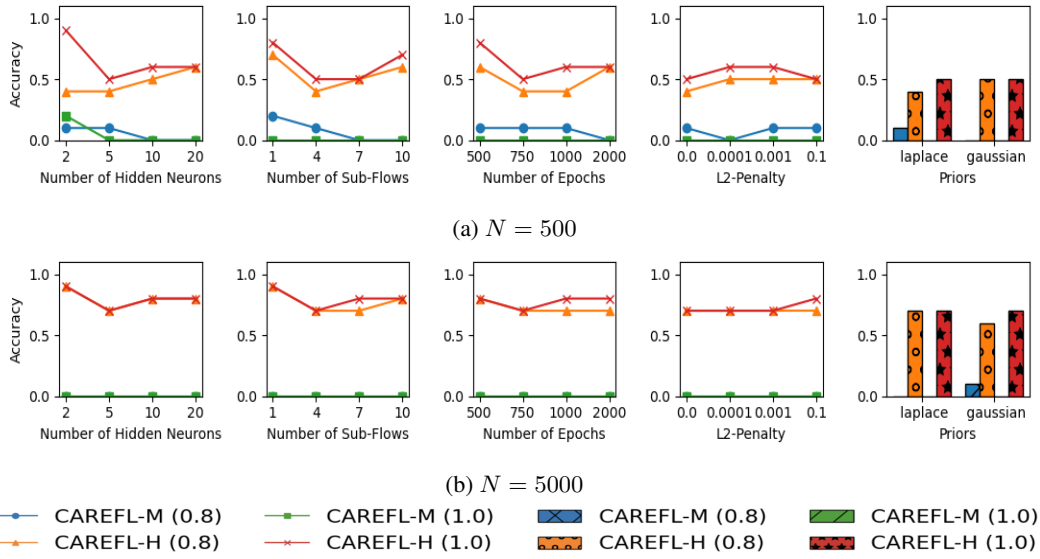 1.0 1.0 1.0 1.0 1.0
Accuracy
0.5 0.5 0.5 0.5 0.5
0.0 0.0 0.0 0.0 0.0
2 5 10 20 1 4 7 10 500 750 1000 2000 0.0 0.0001 0.001 0.1 laplace gaussian
Number of Hidden Neurons Number of Sub-Flows Number of Epochs L2-Penalty Priors
(a) N = 500
1.0 1.0 1.0 1.0 1.0
Accuracy
0.5 0.5 0.5 0.5 0.5
0.0 0.0 0.0 0.0 0.0
2 5 10 20 1 4 7 10 500 750 1000 2000 0.0 0.0001 0.001 0.1 laplace gaussian
Number of Hidden Neurons Number of Sub-Flows Number of Epochs L2-Penalty Priors
(b) N = 5000
CAREFL-M (0.8) CAREFL-M (1.0) CAREFL-M (0.8) CAREFL-M (1.0)
CAREFL-H (0.8) CAREFL-H (1.0) CAREFL-H (0.8) CAREFL-H (1.0)